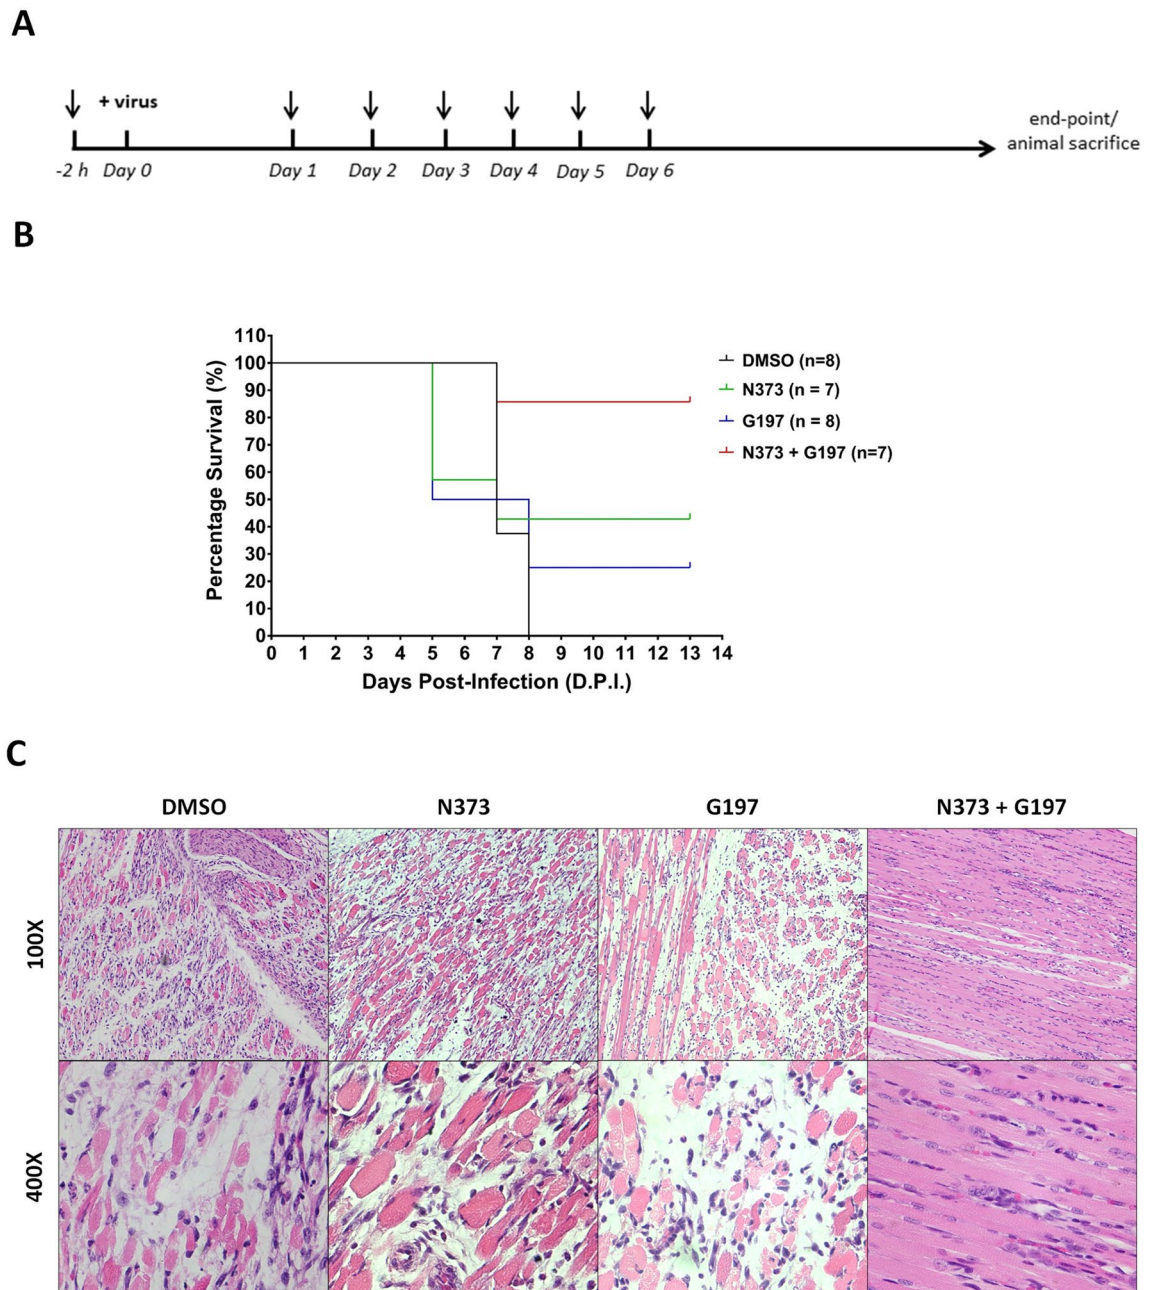 A
+ virus
end-point/
animal sacrifice
-2 h Day 0 Day 1 Day 2 Day 3 Day 4 Day 5 Day 6
B
Percentage Survival (%)
110
100
90
80
70
60
50
40
30
20
10
0
0 1 2 3 4 5 6 7 8 9 10 11 12 13 14
Days Post-Infection (D.P.I.)
DMSO (n=8)
N373 (n = 7)
G197 (n = 8)
N373 + G197 (n=7)
C
DMSO N373 G197 N373 + G197
100X
400X